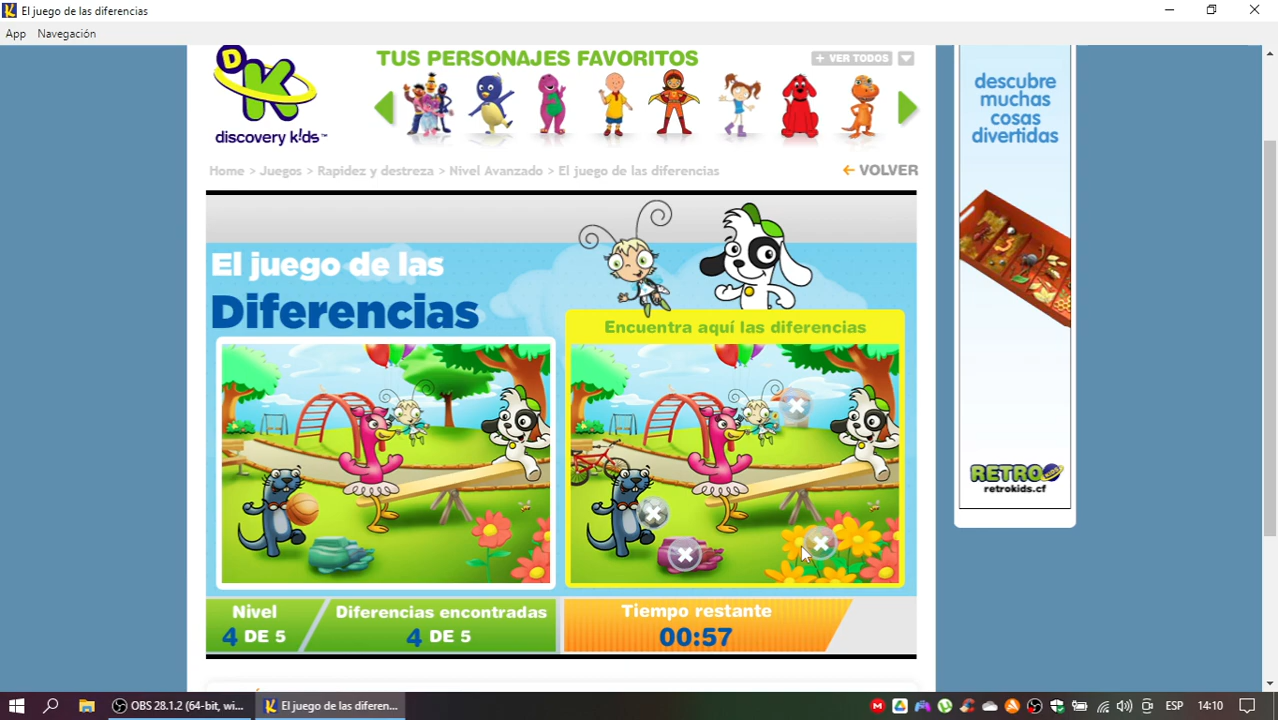 El juego de las diferencias
App Navegación
DK
discovery k!ds™
TUS PERSONAJES FAVORITOS
+ VER TODOS
Home > Juegos > Rapidez y destreza > Nivel Avanzado > El juego de las diferencias
VOLVER
descubre
muchas
cosas
divertidas
El juego de las
Diferencias
Encuentra aquí las diferencias
RETRO
retrokids.cf
Nivel
4 DE 5
Diferencias encontradas
4 DE 5
Tiempo restante
00:57
OBS 28.1.2 (64-bit, wi...
El juego de las diferen...
ESP
14:10